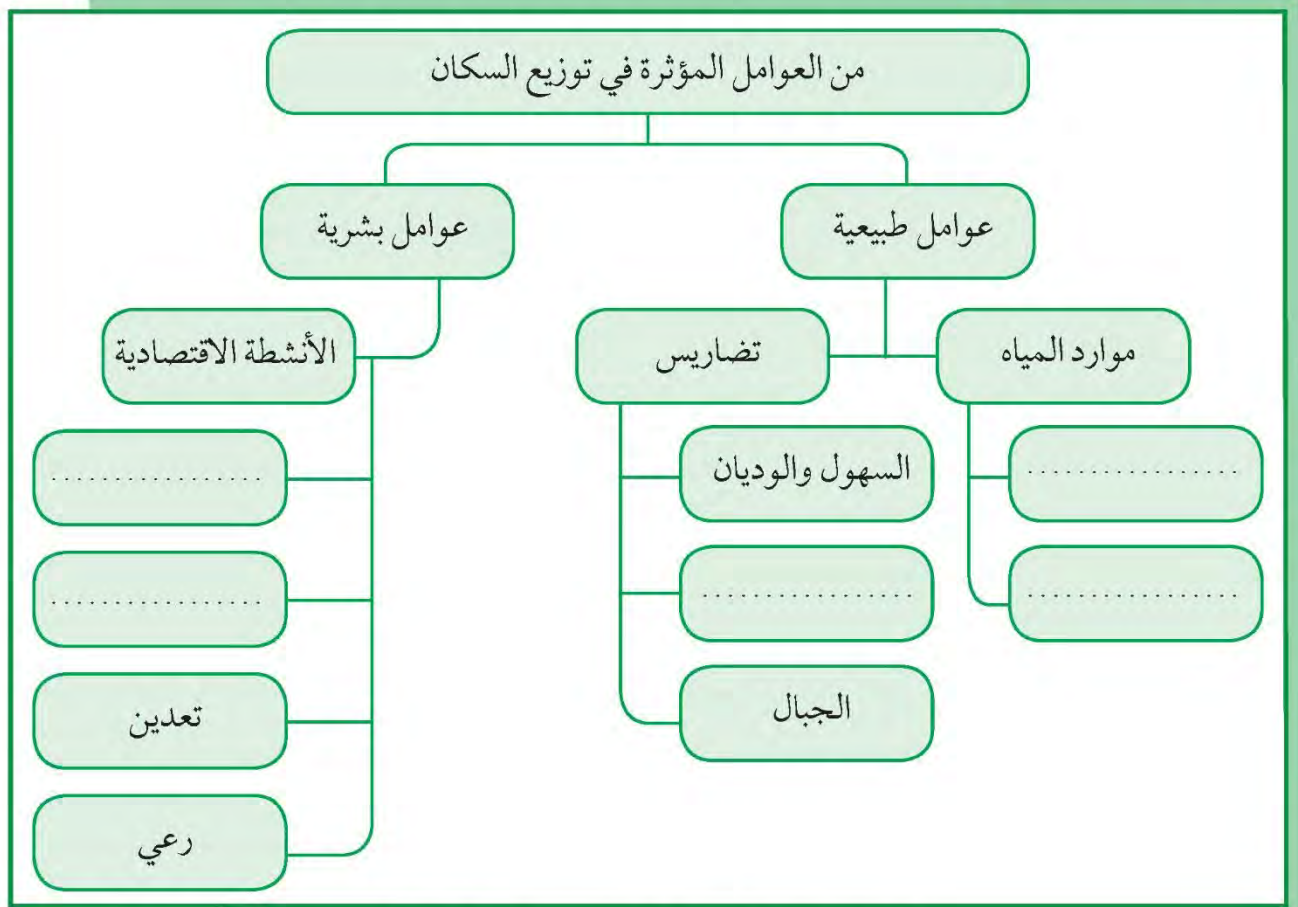 من العوامل المؤثرة في توزيع السكان
عوامل طبيعية
عوامل بشرية
موارد المياه
تضاريس
الأنشطة الاقتصادية
.................
.................
السهول والوديان
.................
الجبال
.................
.................
تعدين
رعي